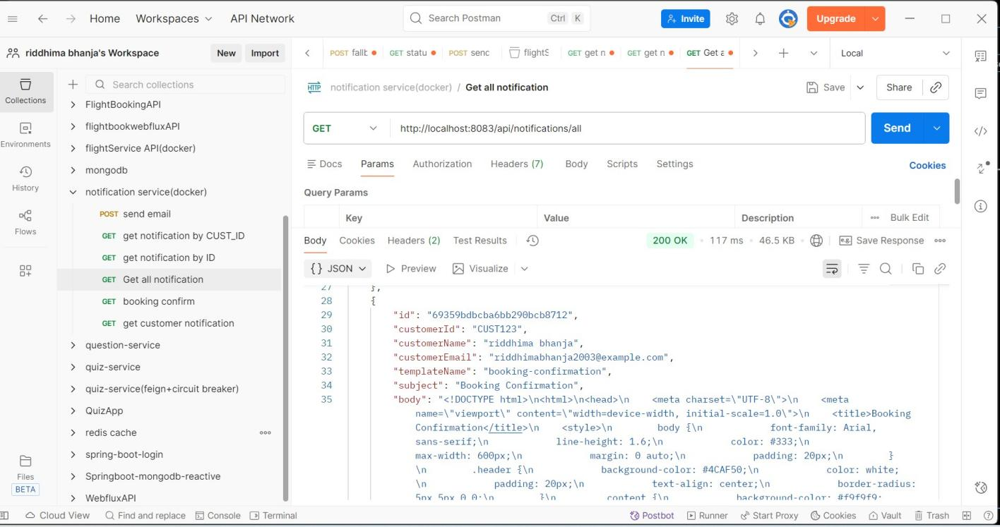 Home Workspaces API Network Search Postman Ctrl K Invite Upgrade
riddhima bhanja's Workspace New Import
POST fallb GET statu POST senc flightS GET get n GET get n GET Get a Local
Collections
Environments
History
Flows
Files
BETA
Search collections
FlightBookingAPI
flightbookwebfluxAPI
flightService API(docker)
mongodb
notification service(docker)
POST send email
GET get notification by CUST_ID
GET get notification by ID
GET Get all notification
GET booking confirm
GET get customer notification
question-service
quiz-service
quiz-service(feign+circuit breaker)
QuizApp
redis cache
spring-boot-login
Springboot-mongodb-reactive
WebfluxAPI
HTTP notification service(docker) / Get all notification Save Share
GET http://localhost:8083/api/notifications/all Send
Docs Params Authorization Headers (7) Body Scripts Settings Cookies
Query Params
Key Value Description Bulk Edit
Body Cookies Headers (2) Test Results 200 OK • 117 ms • 46.5 KB e.g. Save Response
{} JSON Preview Visualize
27 },
28 {
29 "id": "69359bdbcba6bb290bcb8712",
30 "customerId": "CUST123",
31 "customerName": "riddhima bhanja",
32 "customerEmail": "riddhimabhanja2003@example.com",
33 "templateName": "booking-confirmation",
34 "subject": "Booking Confirmation",
35 "body": "<!DOCTYPE html>\n<html>\n<head>\n    <meta charset=\"UTF-8\">\n    <meta
name=\"viewport\" content=\"width=device-width, initial-scale=1.0\">\n    <title>Booking
Confirmation</title>\n    <style>\n        body {\n            font-family: Arial,
sans-serif;\n            line-height: 1.6;\n            color: #333;\n
max-width: 600px;\n            margin: 0 auto;\n            padding: 20px;\n        }
\n        .header {\n            background-color: #4CAF50;\n            color: white;
\n            padding: 20px;\n            text-align: center;\n            border-radius:
5px 5px 0 0;\n        }\n        .content {\n            background-color: #f9f9f9;
Cloud View Find and replace Console Terminal Postbot Runner Start Proxy Cookies Vault Trash